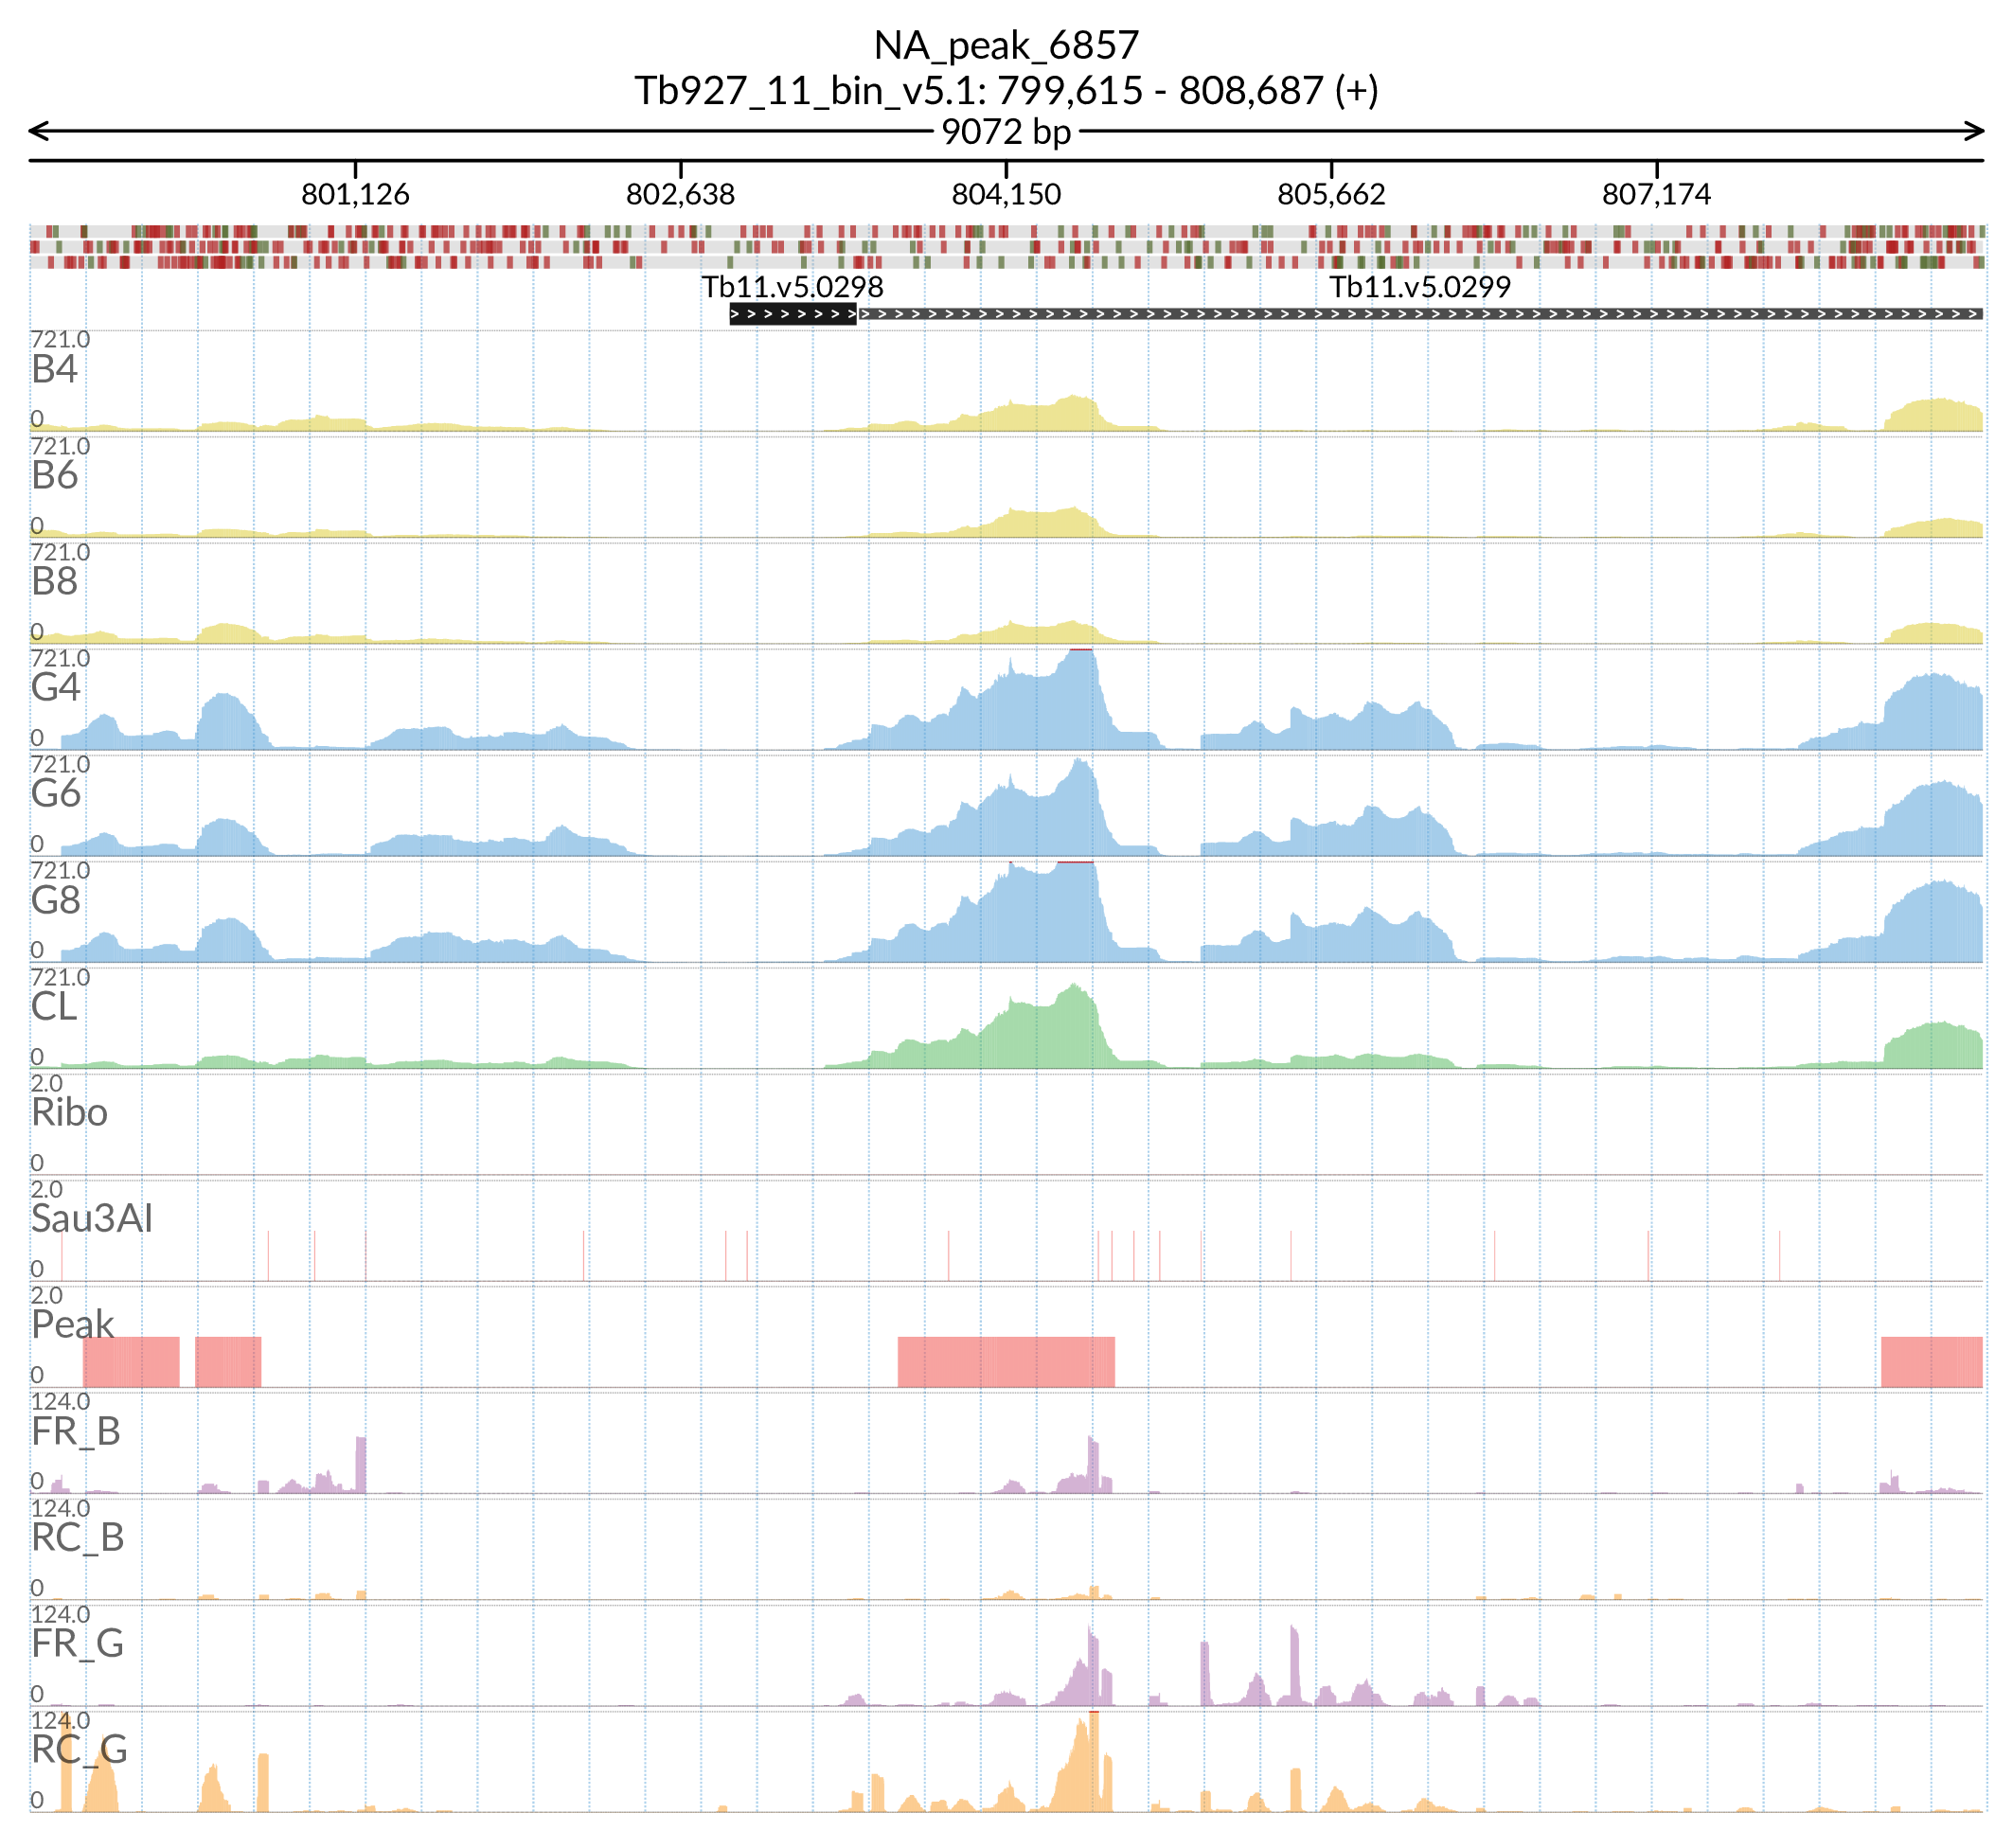 NA_peak_6857
Tb927_11_bin_v5.1: 799,615 - 808,687 (+)
9072 bp
801,126 802,638 804,150 805,662 807,174
Tb11.v5.0298 Tb11.v5.0299
721.0
B4
0
721.0
B6
0
721.0
B8
0
721.0
G4
0
721.0
G6
0
721.0
G8
0
721.0
CL
0
2.0
Ribo
0
2.0
Sau3AI
0
2.0
Peak
0
124.0
FR_B
0
124.0
RC_B
0
124.0
FR_G
0
124.0
RC_G
0